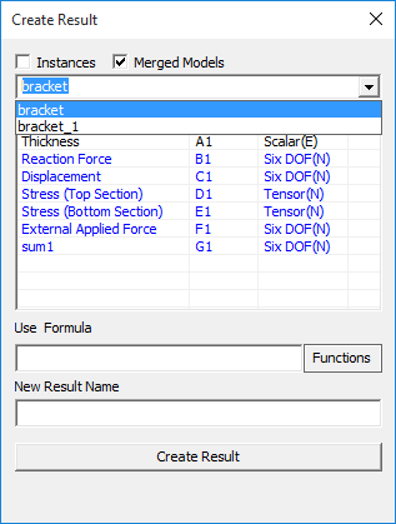 Create Result
Instances Merged Models
bracket
bracket
bracket_1
Thickness A1 Scalar(E)
Reaction Force B1 Six DOF(N)
Displacement C1 Six DOF(N)
Stress (Top Section) D1 Tensor(N)
Stress (Bottom Section) E1 Tensor(N)
External Applied Force F1 Six DOF(N)
sum1 G1 Six DOF(N)
Use Formula
Functions
New Result Name
Create Result